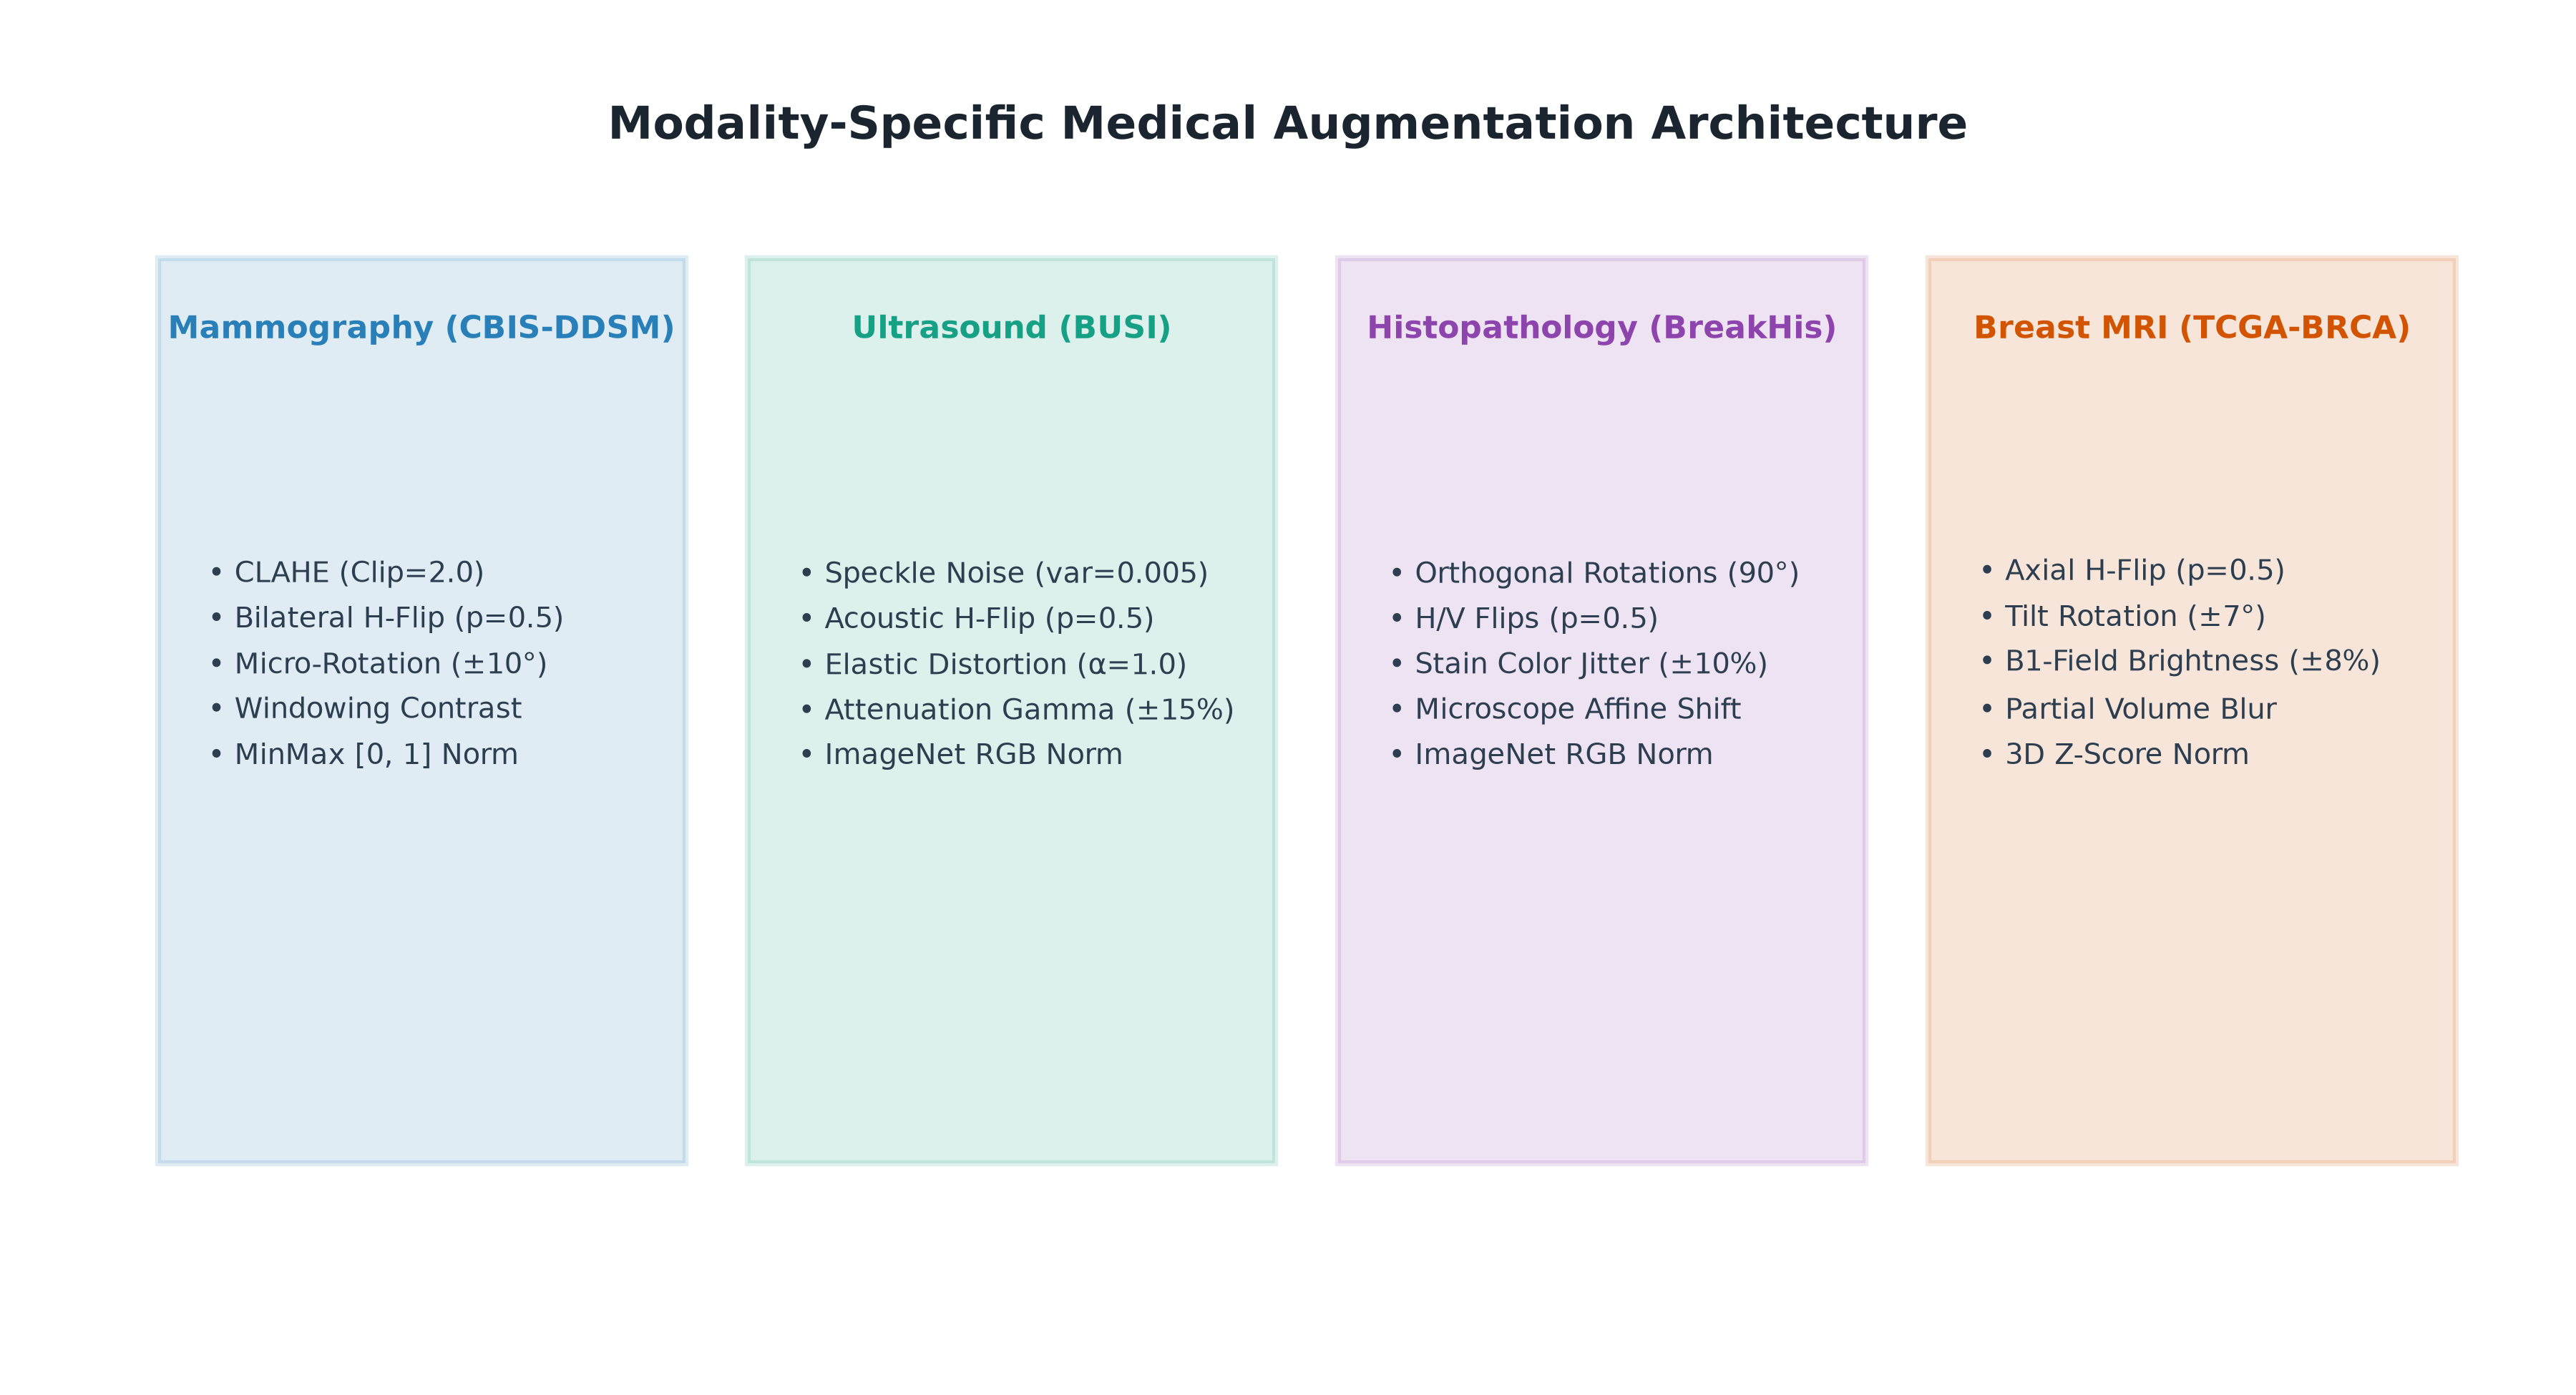 Modality-Specific Medical Augmentation Architecture
Mammography (CBIS-DDSM)
• CLAHE (Clip=2.0)
• Bilateral H-Flip (p=0.5)
• Micro-Rotation (±10°)
• Windowing Contrast
• MinMax [0, 1] Norm
Ultrasound (BUSI)
• Speckle Noise (var=0.005)
• Acoustic H-Flip (p=0.5)
• Elastic Distortion (α=1.0)
• Attenuation Gamma (±15%)
• ImageNet RGB Norm
Histopathology (BreakHis)
• Orthogonal Rotations (90°)
• H/V Flips (p=0.5)
• Stain Color Jitter (±10%)
• Microscope Affine Shift
• ImageNet RGB Norm
Breast MRI (TCGA-BRCA)
• Axial H-Flip (p=0.5)
• Tilt Rotation (±7°)
• B1-Field Brightness (±8%)
• Partial Volume Blur
• 3D Z-Score Norm